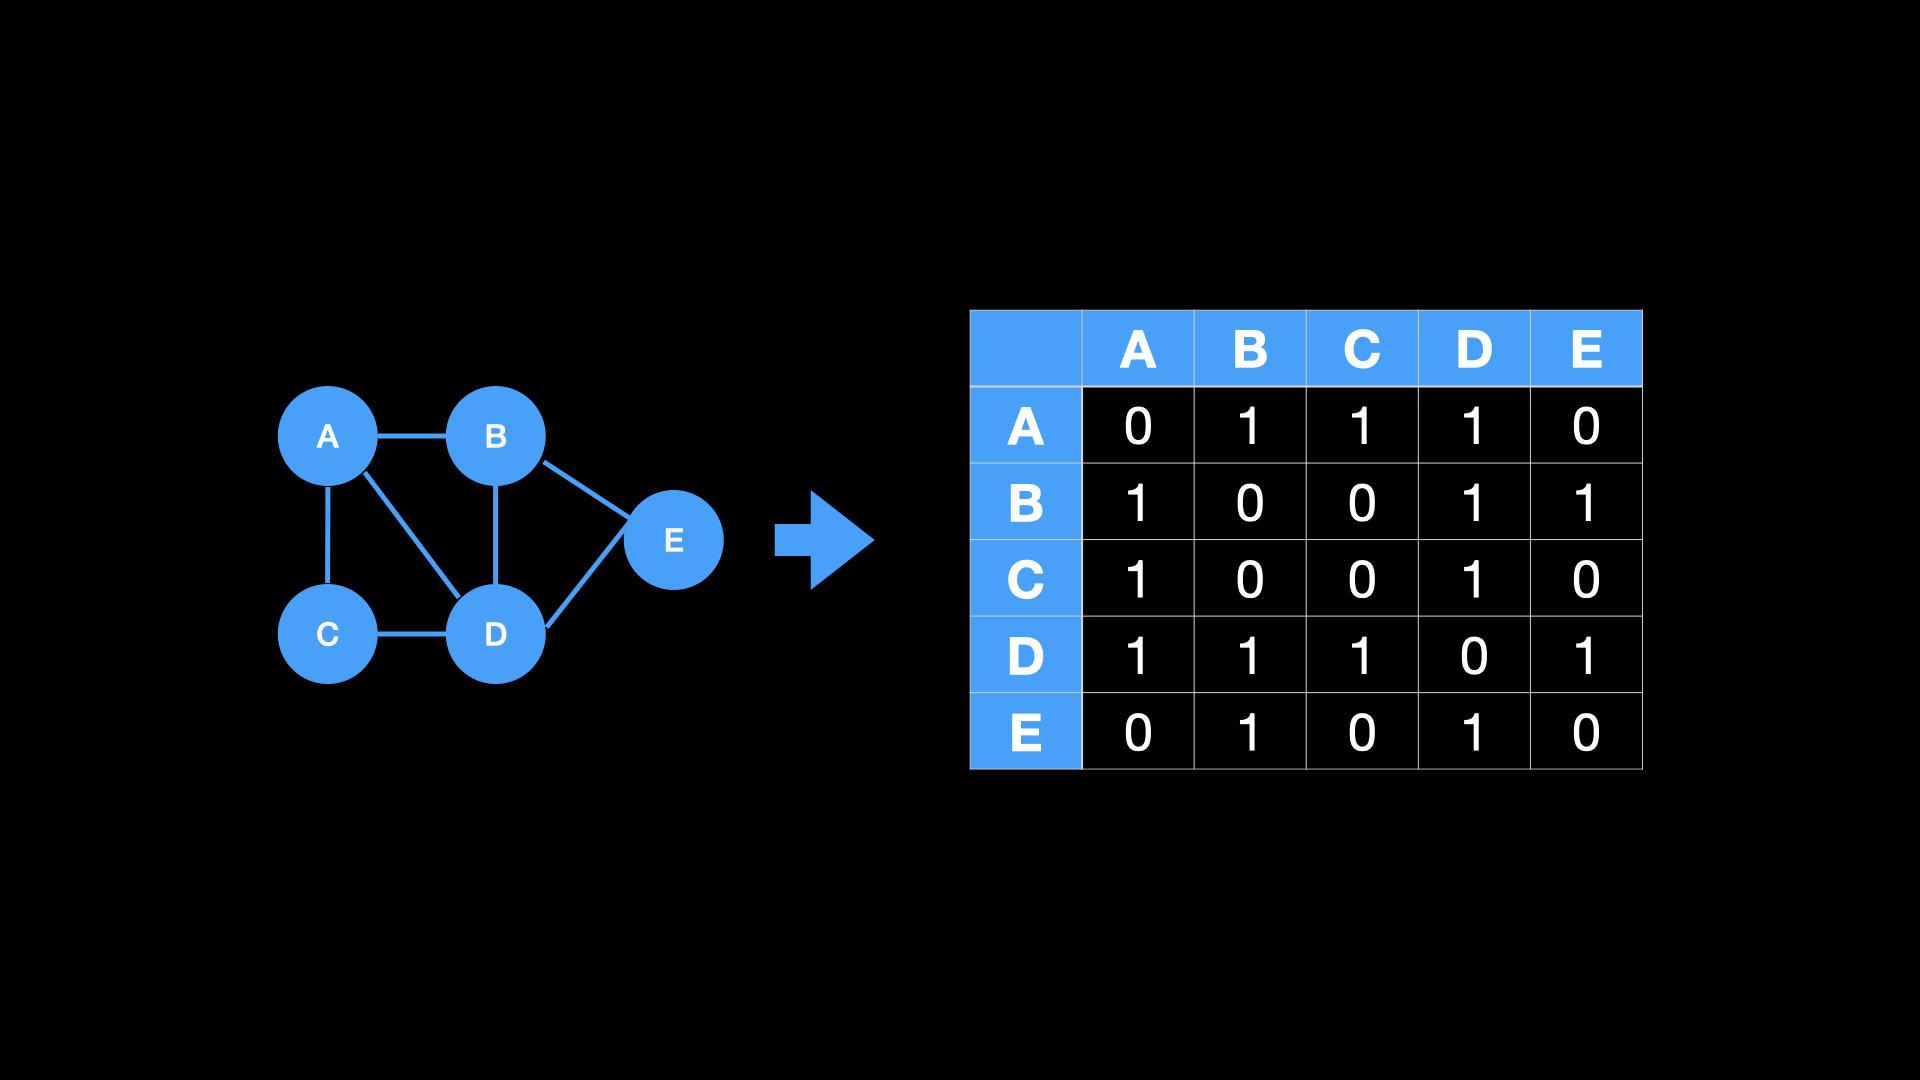 A B
E
C D
A B C D E
A 0 1 1 1 0
B 1 0 0 1 1
C 1 0 0 1 0
D 1 1 1 0 1
E 0 1 0 1 0